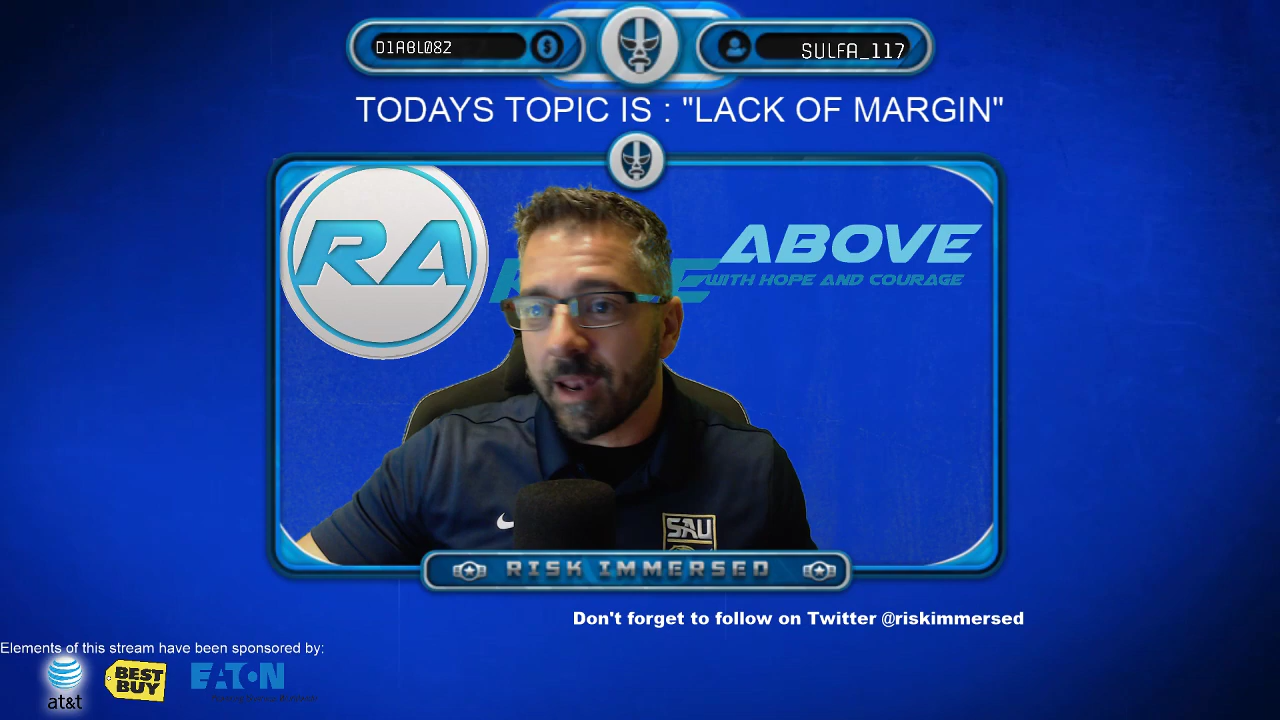 D1ABL082
SULFA_117
TODAYS TOPIC IS : "LACK OF MARGIN"
RA
ABOVE
WITH HOPE AND COURAGE
SAU
RISK IMMERSED
Don't forget to follow on Twitter @riskimmersed
Elements of this stream have been sponsored by:
at&t
BEST
BUY
EATON